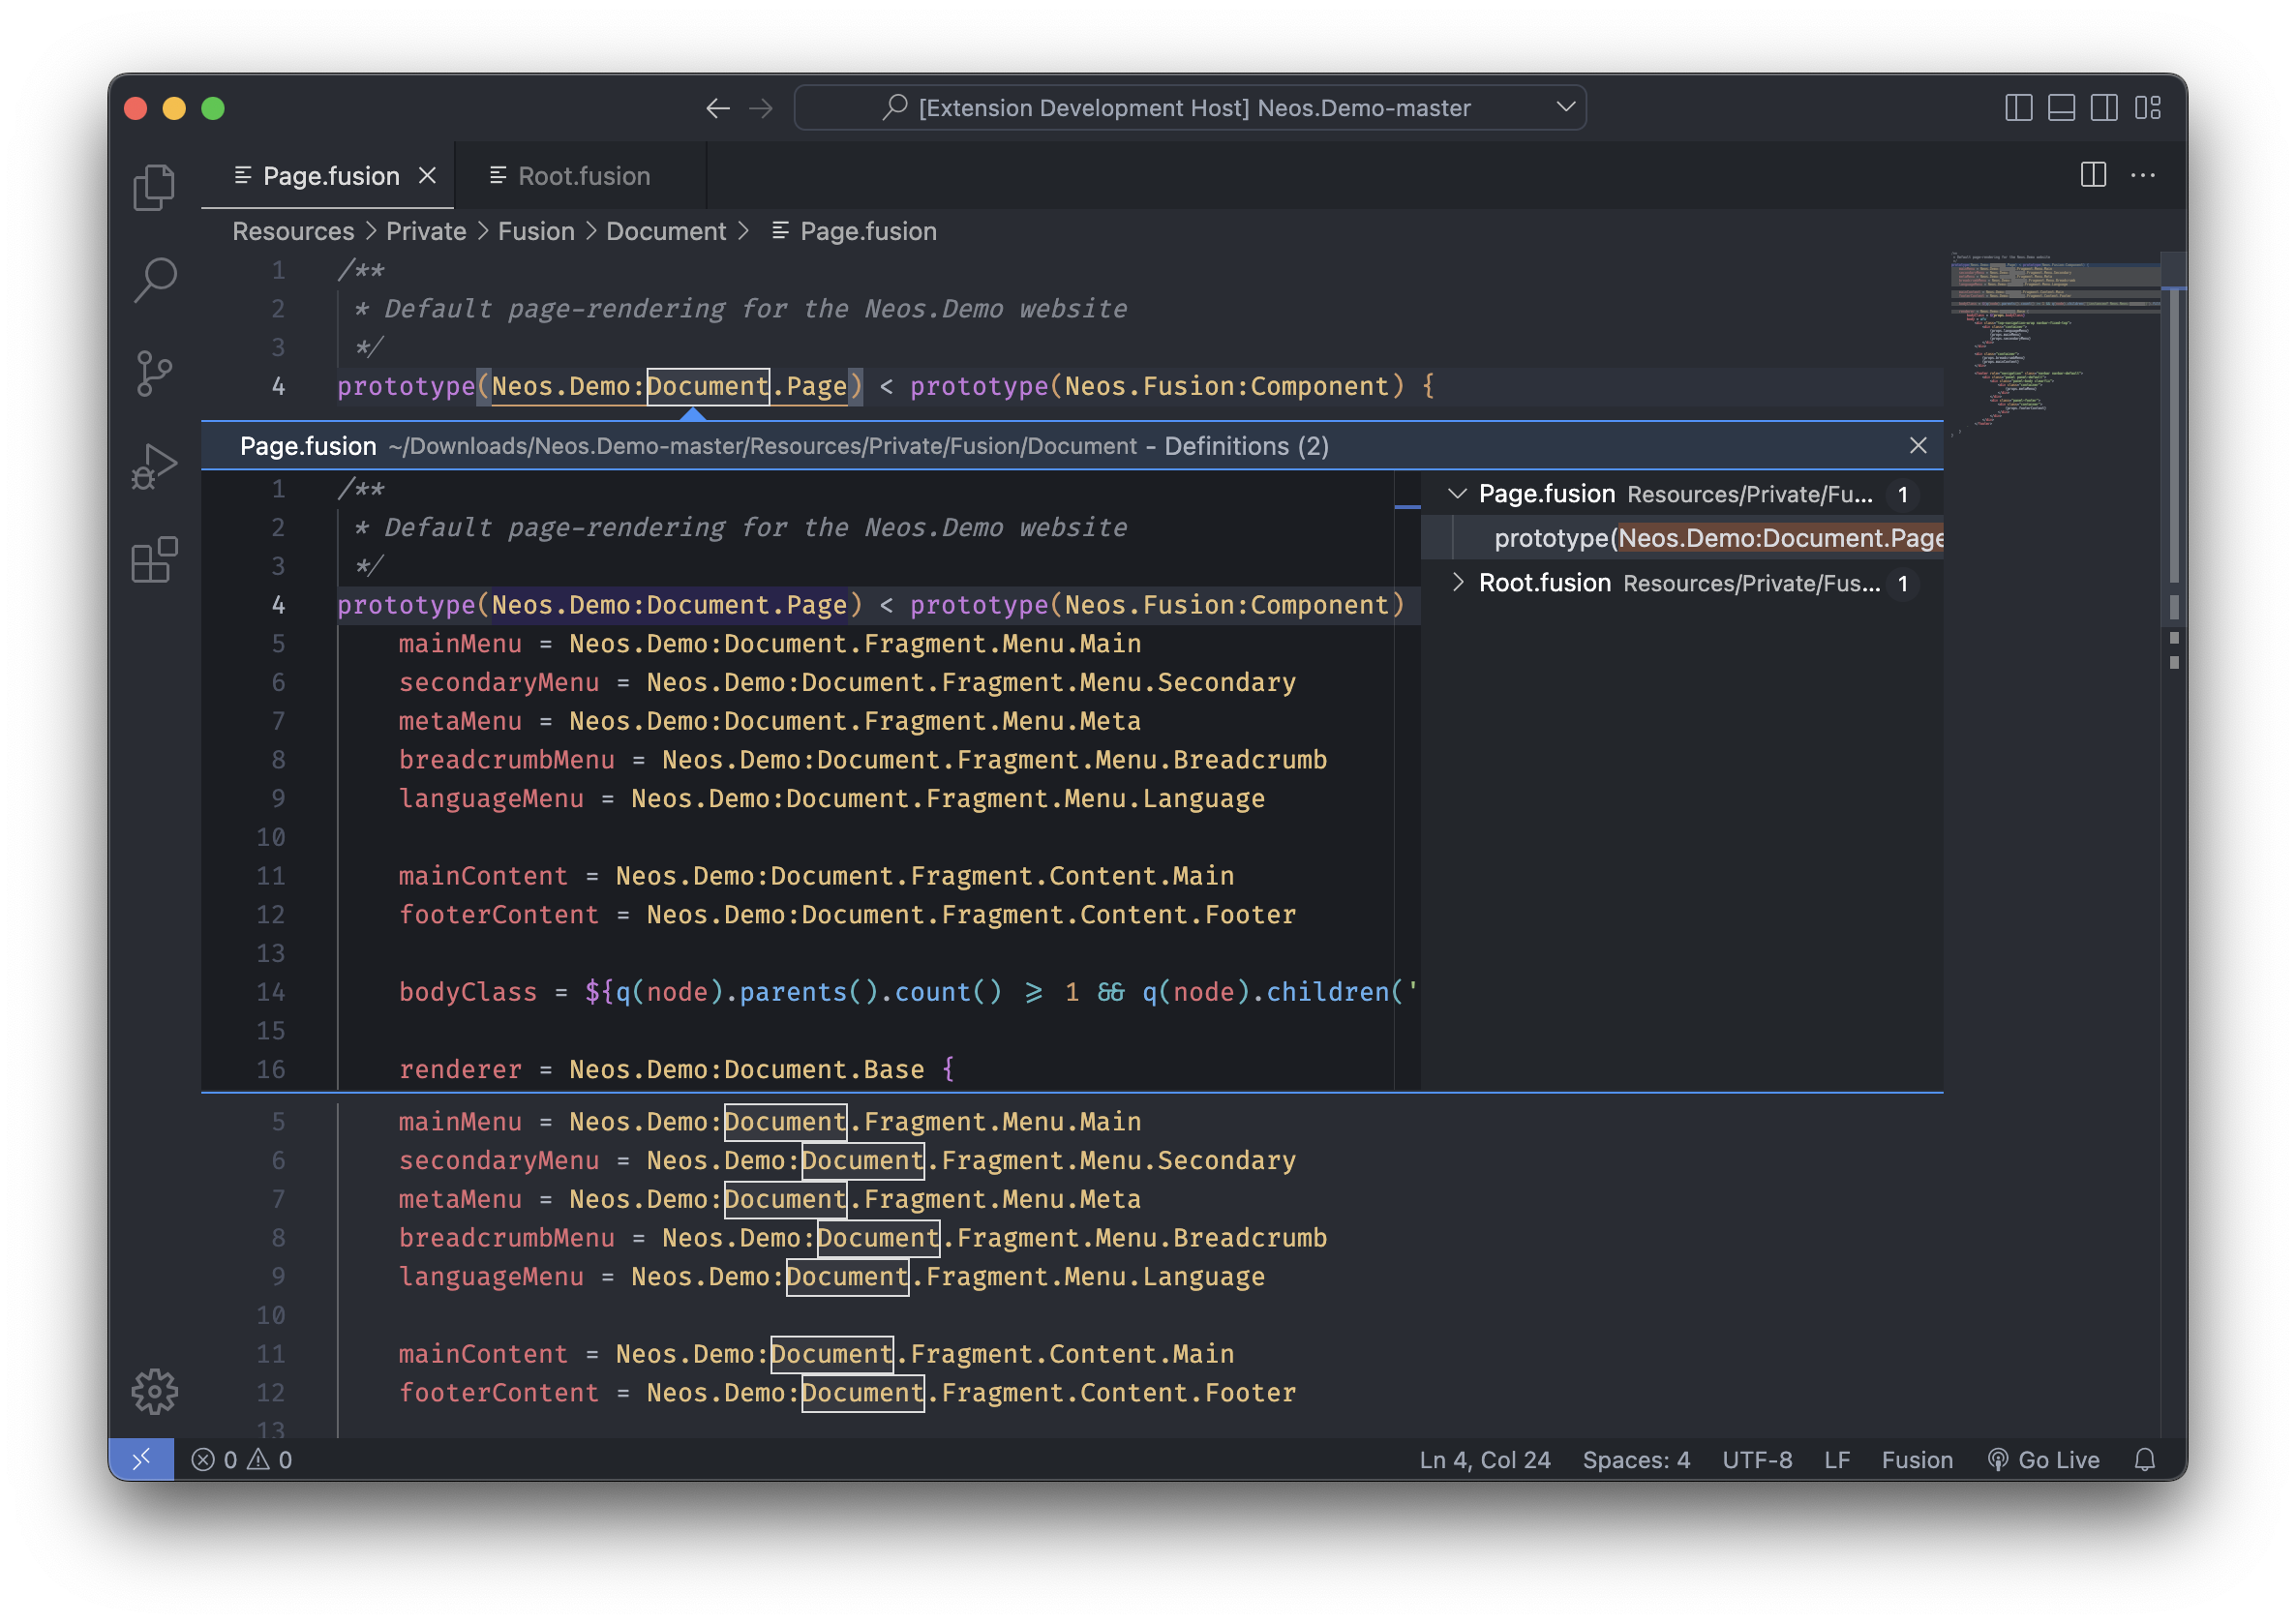 [Extension Development Host] Neos.Demo-master
Page.fusion
Root.fusion
Resources > Private > Fusion > Document > Page.fusion
1 /**
2  * Default page-rendering for the Neos.Demo website
3  */
4 prototype(Neos.Demo:Document.Page) < prototype(Neos.Fusion:Component) {
Page.fusion ~/Downloads/Neos.Demo-master/Resources/Private/Fusion/Document - Definitions (2)
1 /**
2  * Default page-rendering for the Neos.Demo website
3  */
4 prototype(Neos.Demo:Document.Page) < prototype(Neos.Fusion:Component)
5     mainMenu = Neos.Demo:Document.Fragment.Menu.Main
6     secondaryMenu = Neos.Demo:Document.Fragment.Menu.Secondary
7     metaMenu = Neos.Demo:Document.Fragment.Menu.Meta
8     breadcrumbMenu = Neos.Demo:Document.Fragment.Menu.Breadcrumb
9     languageMenu = Neos.Demo:Document.Fragment.Menu.Language
10
11     mainContent = Neos.Demo:Document.Fragment.Content.Main
12     footerContent = Neos.Demo:Document.Fragment.Content.Footer
13
14     bodyClass = ${q(node).parents().count() >= 1 && q(node).children('
15
16     renderer = Neos.Demo:Document.Base {
Page.fusion Resources/Private/Fu... 1
prototype(Neos.Demo:Document.Page
Root.fusion Resources/Private/Fus... 1
5     mainMenu = Neos.Demo:Document.Fragment.Menu.Main
6     secondaryMenu = Neos.Demo:Document.Fragment.Menu.Secondary
7     metaMenu = Neos.Demo:Document.Fragment.Menu.Meta
8     breadcrumbMenu = Neos.Demo:Document.Fragment.Menu.Breadcrumb
9     languageMenu = Neos.Demo:Document.Fragment.Menu.Language
10
11     mainContent = Neos.Demo:Document.Fragment.Content.Main
12     footerContent = Neos.Demo:Document.Fragment.Content.Footer
13
0 0 Ln 4, Col 24 Spaces: 4 UTF-8 LF Fusion Go Live